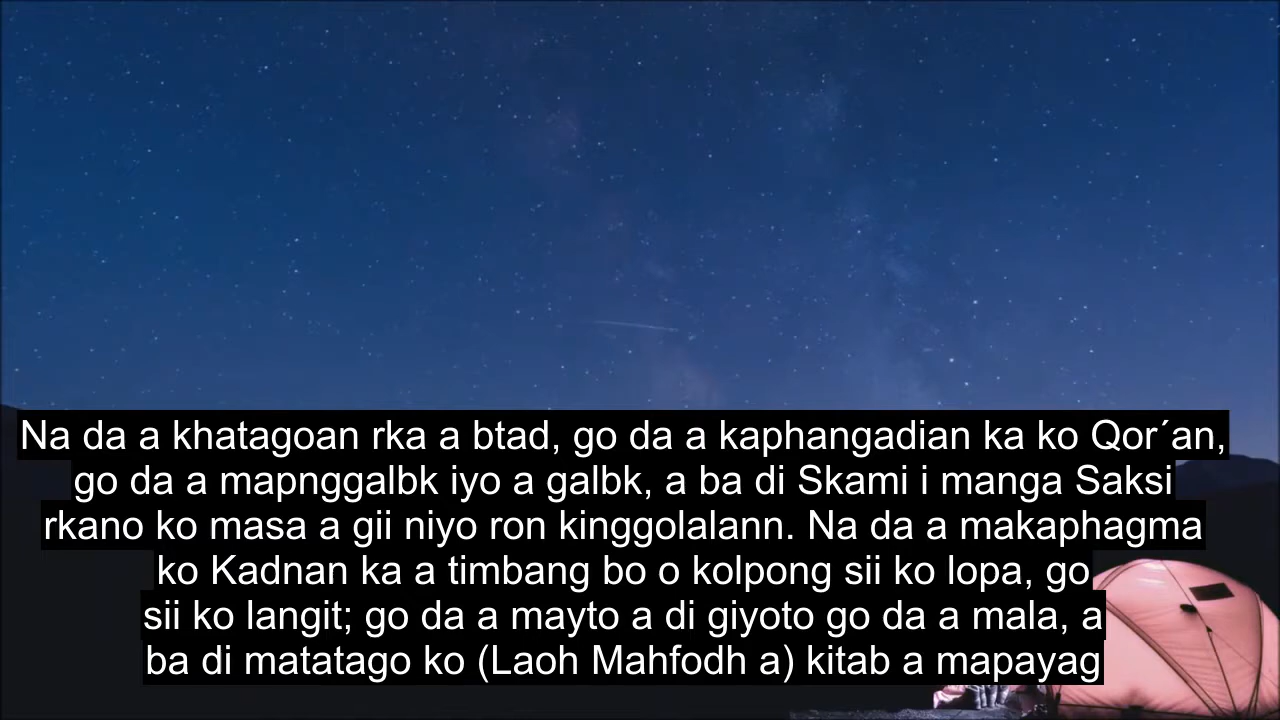 Na da a khatagoan rka a btad, go da a kaphangadian ka ko Qor´an,
go da a mapnggalbk iyo a galbk, a ba di Skami i manga Saksi
rkano ko masa a gii niyo ron kinggolalann. Na da a makaphagma
ko Kadnan ka a timbang bo o kolpong sii ko lopa, go
sii ko langit; go da a mayto a di giyoto go da a mala, a
ba di matatago ko (Laoh Mahfodh a) kitab a mapayag